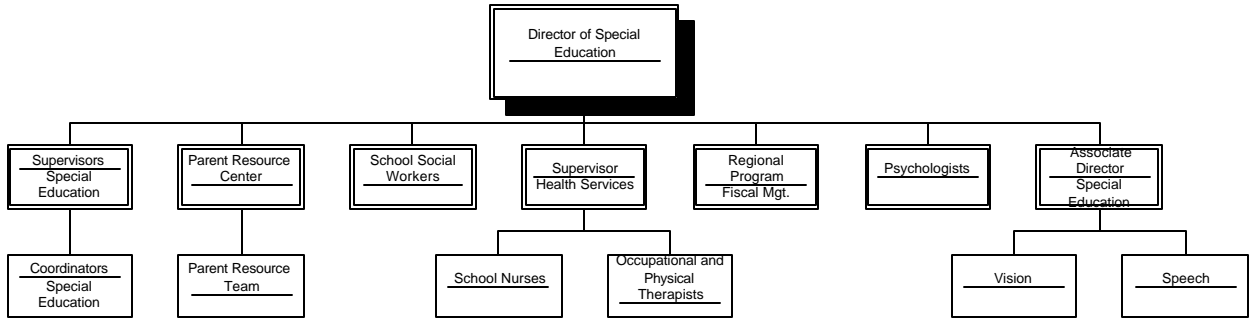 Director of Special
Education
Supervisors
Special
Education
Parent Resource
Center
School Social
Workers
Supervisor
Health Services
Regional
Program
Fiscal Mgt.
Psychologists
Associate
Director
Special
Education
Coordinators
Special
Education
Parent Resource
Team
School Nurses
Occupational and
Physical
Therapists
Vision
Speech